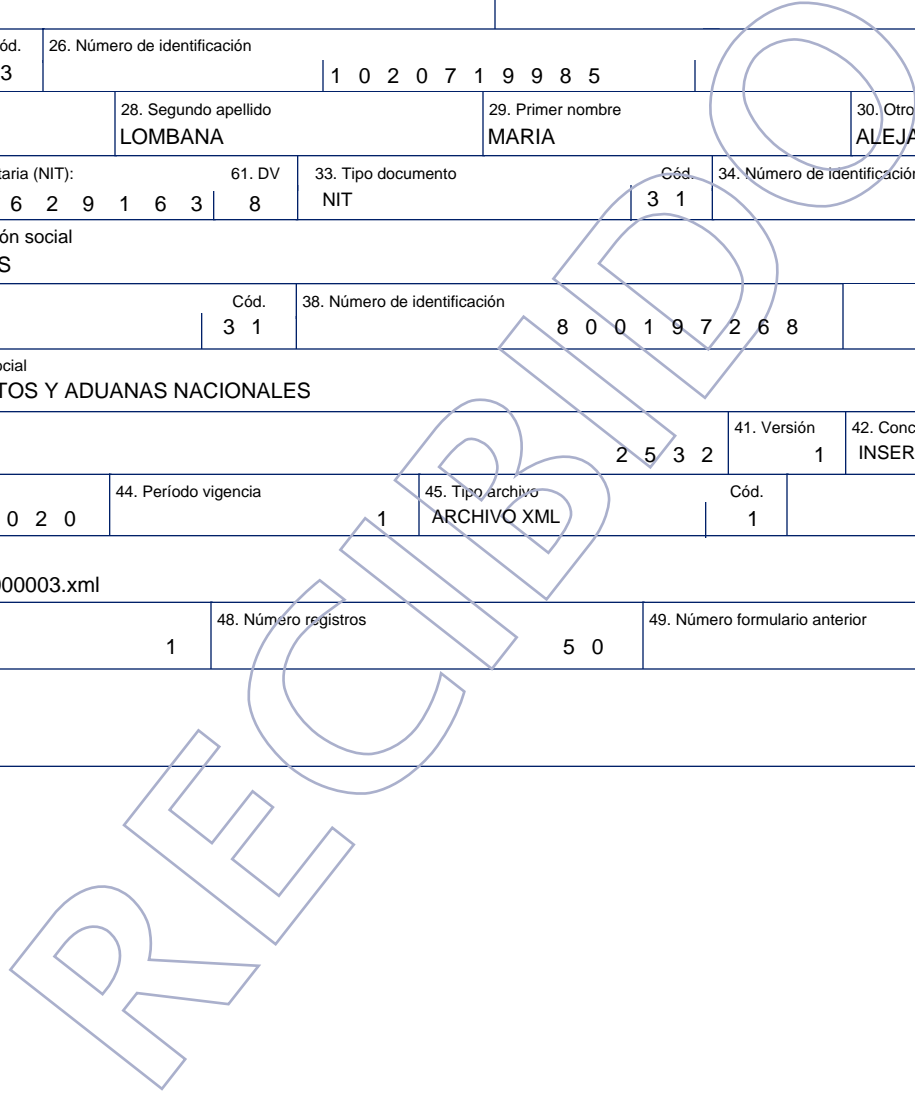 ód. 26. Número de identificación
3 1 0 2 0 7 1 9 9 8 5
28. Segundo apellido 29. Primer nombre 30. Otro
LOMBANA MARIA ALEJA
taria (NIT): 61. DV 33. Tipo documento Cód. 34. Número de identificación
6 2 9 1 6 3 8 NIT 3 1
ón social
S
Cód. 38. Número de identificación
3 1 8 0 0 1 9 7 2 6 8
ocial
TOS Y ADUANAS NACIONALES
41. Versión 42. Conc
2 5 3 2 1 INSER
44. Período vigencia 45. Tipo archivo Cód.
0 2 0 1 ARCHIVO XML 1
000003.xml
48. Número registros 49. Número formulario anterior
1 5 0
RECIBIDO